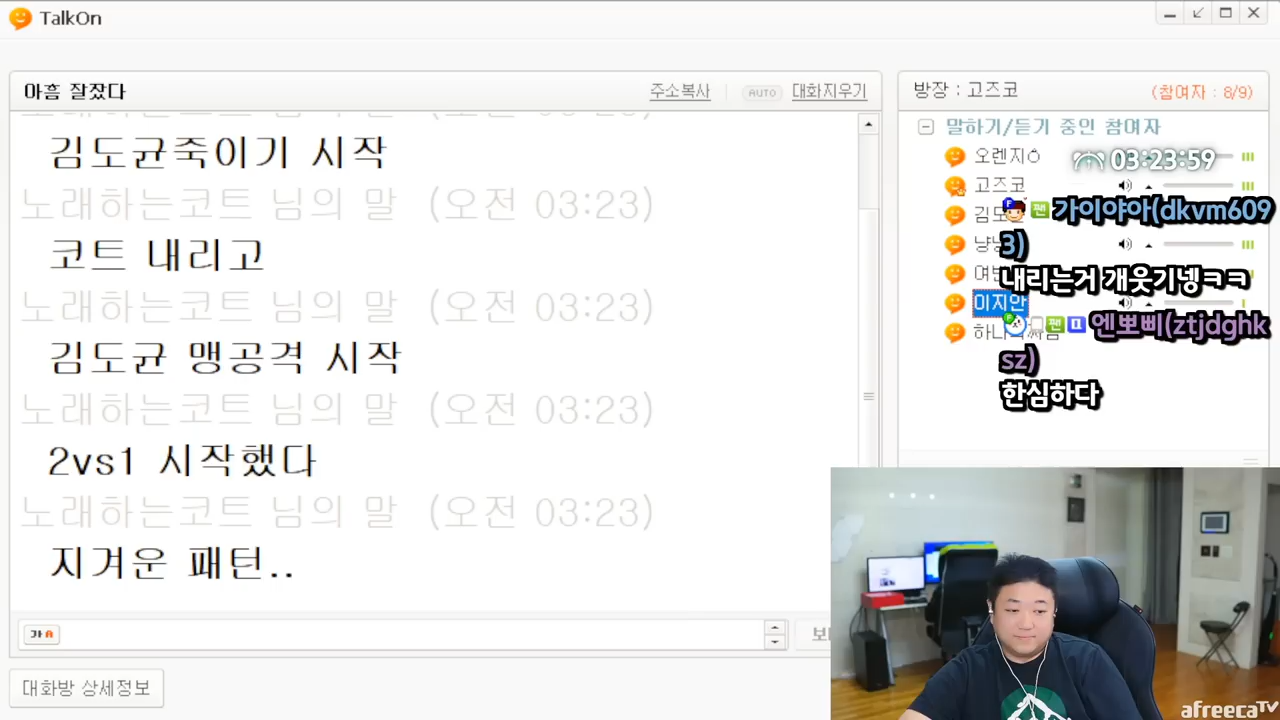 TalkOn
아흠 잘잤다
주소복사
AUTO
대화지우기
김도균죽이기 시작
노래하는코트 님의 말 (오전 03:23)
코트 내리고
노래하는코트 님의 말 (오전 03:23)
김도균 맹공격 시작
노래하는코트 님의 말 (오전 03:23)
2vs1 시작했다
노래하는코트 님의 말 (오전 03:23)
지겨운 패턴..
가A
대화방 상세정보
방장 : 고즈코
(참여자 : 8/9)
말하기/듣기 중인 참여자
오렌지ㅇ
03:23:59
고즈코
이지안
가이야아(dkvm6093)
내리는거 개웃기넹ㅋㅋ
엔뽀삐(ztjdghksz)
한심하다
afreecaTV